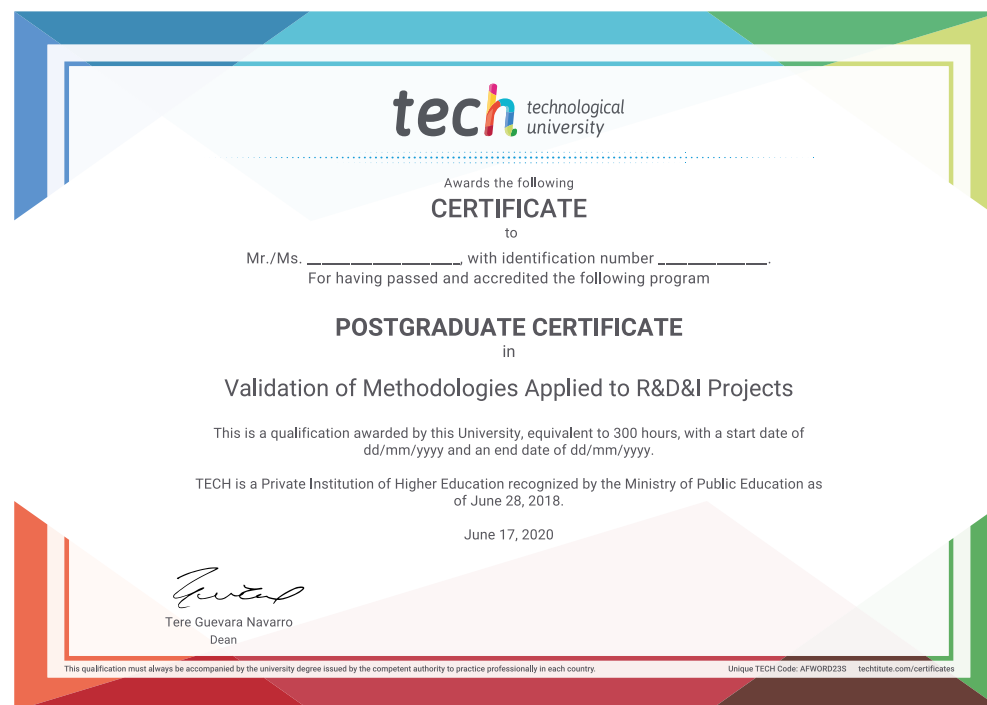 tech technological
university
Awards the following
CERTIFICATE
to
Mr./Ms. ____________________, with identification number ______________.
For having passed and accredited the following program
POSTGRADUATE CERTIFICATE
in
Validation of Methodologies Applied to R&D&I Projects
This is a qualification awarded by this University, equivalent to 300 hours, with a start date of
dd/mm/yyyy and an end date of dd/mm/yyyy.
TECH is a Private Institution of Higher Education recognized by the Ministry of Public Education as
of June 28, 2018.
June 17, 2020
Tere Guevara Navarro
Dean
This qualification must always be accompanied by the university degree issued by the competent authority to practice professionally in each country. Unique TECH Code: AFWORD23S techtitute.com/certificates